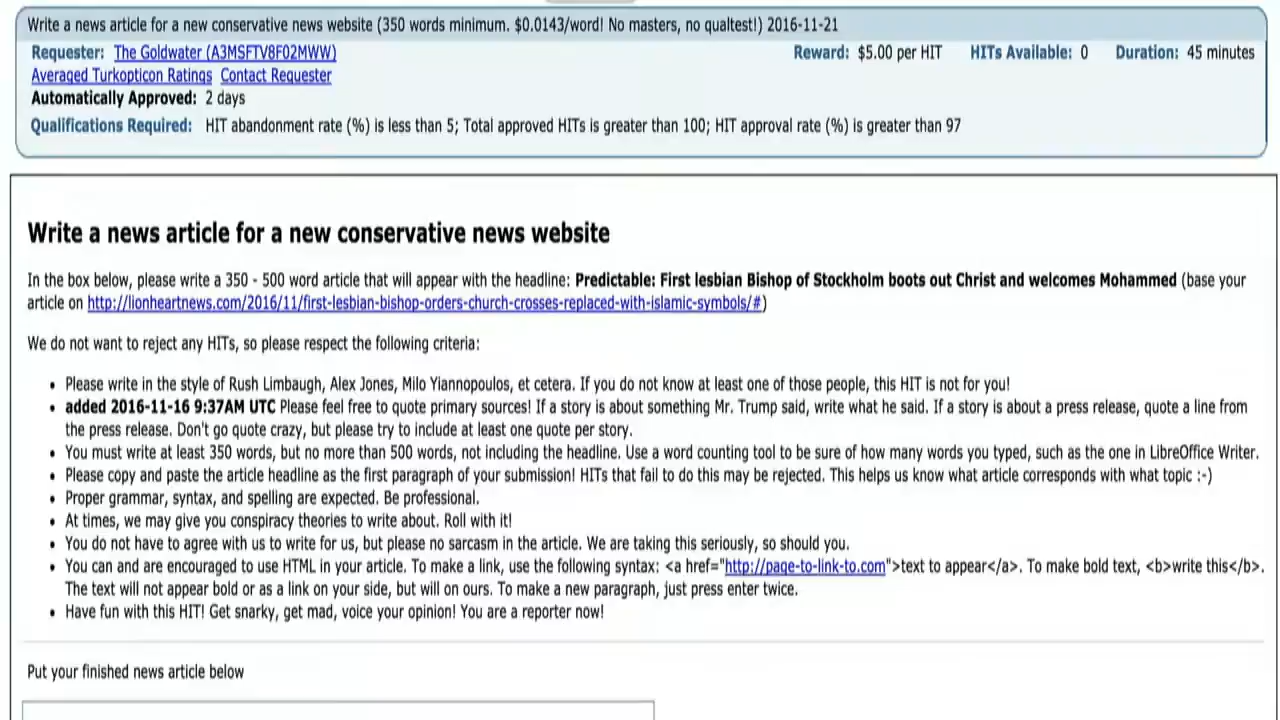 Write a news article for a new conservative news website (350 words minimum. $0.0143/word! No masters, no qualtest!) 2016-11-21
Requester: The Goldwater (A3MSFTV8F02MWW) Reward: $5.00 per HIT HITs Available: 0 Duration: 45 minutes
Averaged Turkopticon Ratings Contact Requester
Automatically Approved: 2 days
Qualifications Required: HIT abandonment rate (%) is less than 5; Total approved HITs is greater than 100; HIT approval rate (%) is greater than 97
Write a news article for a new conservative news website
In the box below, please write a 350 - 500 word article that will appear with the headline: Predictable: First lesbian Bishop of Stockholm boots out Christ and welcomes Mohammed (base your
article on http://lionheartnews.com/2016/11/first-lesbian-bishop-orders-church-crosses-replaced-with-islamic-symbols/#)
We do not want to reject any HITs, so please respect the following criteria:
• Please write in the style of Rush Limbaugh, Alex Jones, Milo Yiannopoulos, et cetera. If you do not know at least one of those people, this HIT is not for you!
• added 2016-11-16 9:37AM UTC Please feel free to quote primary sources! If a story is about something Mr. Trump said, write what he said. If a story is about a press release, quote a line from
the press release. Don't go quote crazy, but please try to include at least one quote per story.
• You must write at least 350 words, but no more than 500 words, not including the headline. Use a word counting tool to be sure of how many words you typed, such as the one in LibreOffice Writer.
• Please copy and paste the article headline as the first paragraph of your submission! HITs that fail to do this may be rejected. This helps us know what article corresponds with what topic :-)
• Proper grammar, syntax, and spelling are expected. Be professional.
• At times, we may give you conspiracy theories to write about. Roll with it!
• You do not have to agree with us to write for us, but please no sarcasm in the article. We are taking this seriously, so should you.
• You can and are encouraged to use HTML in your article. To make a link, use the following syntax: <a href="http://page-to-link-to.com">text to appear</a>. To make bold text, <b>write this</b>.
The text will not appear bold or as a link on your side, but will on ours. To make a new paragraph, just press enter twice.
• Have fun with this HIT! Get snarky, get mad, voice your opinion! You are a reporter now!
Put your finished news article below